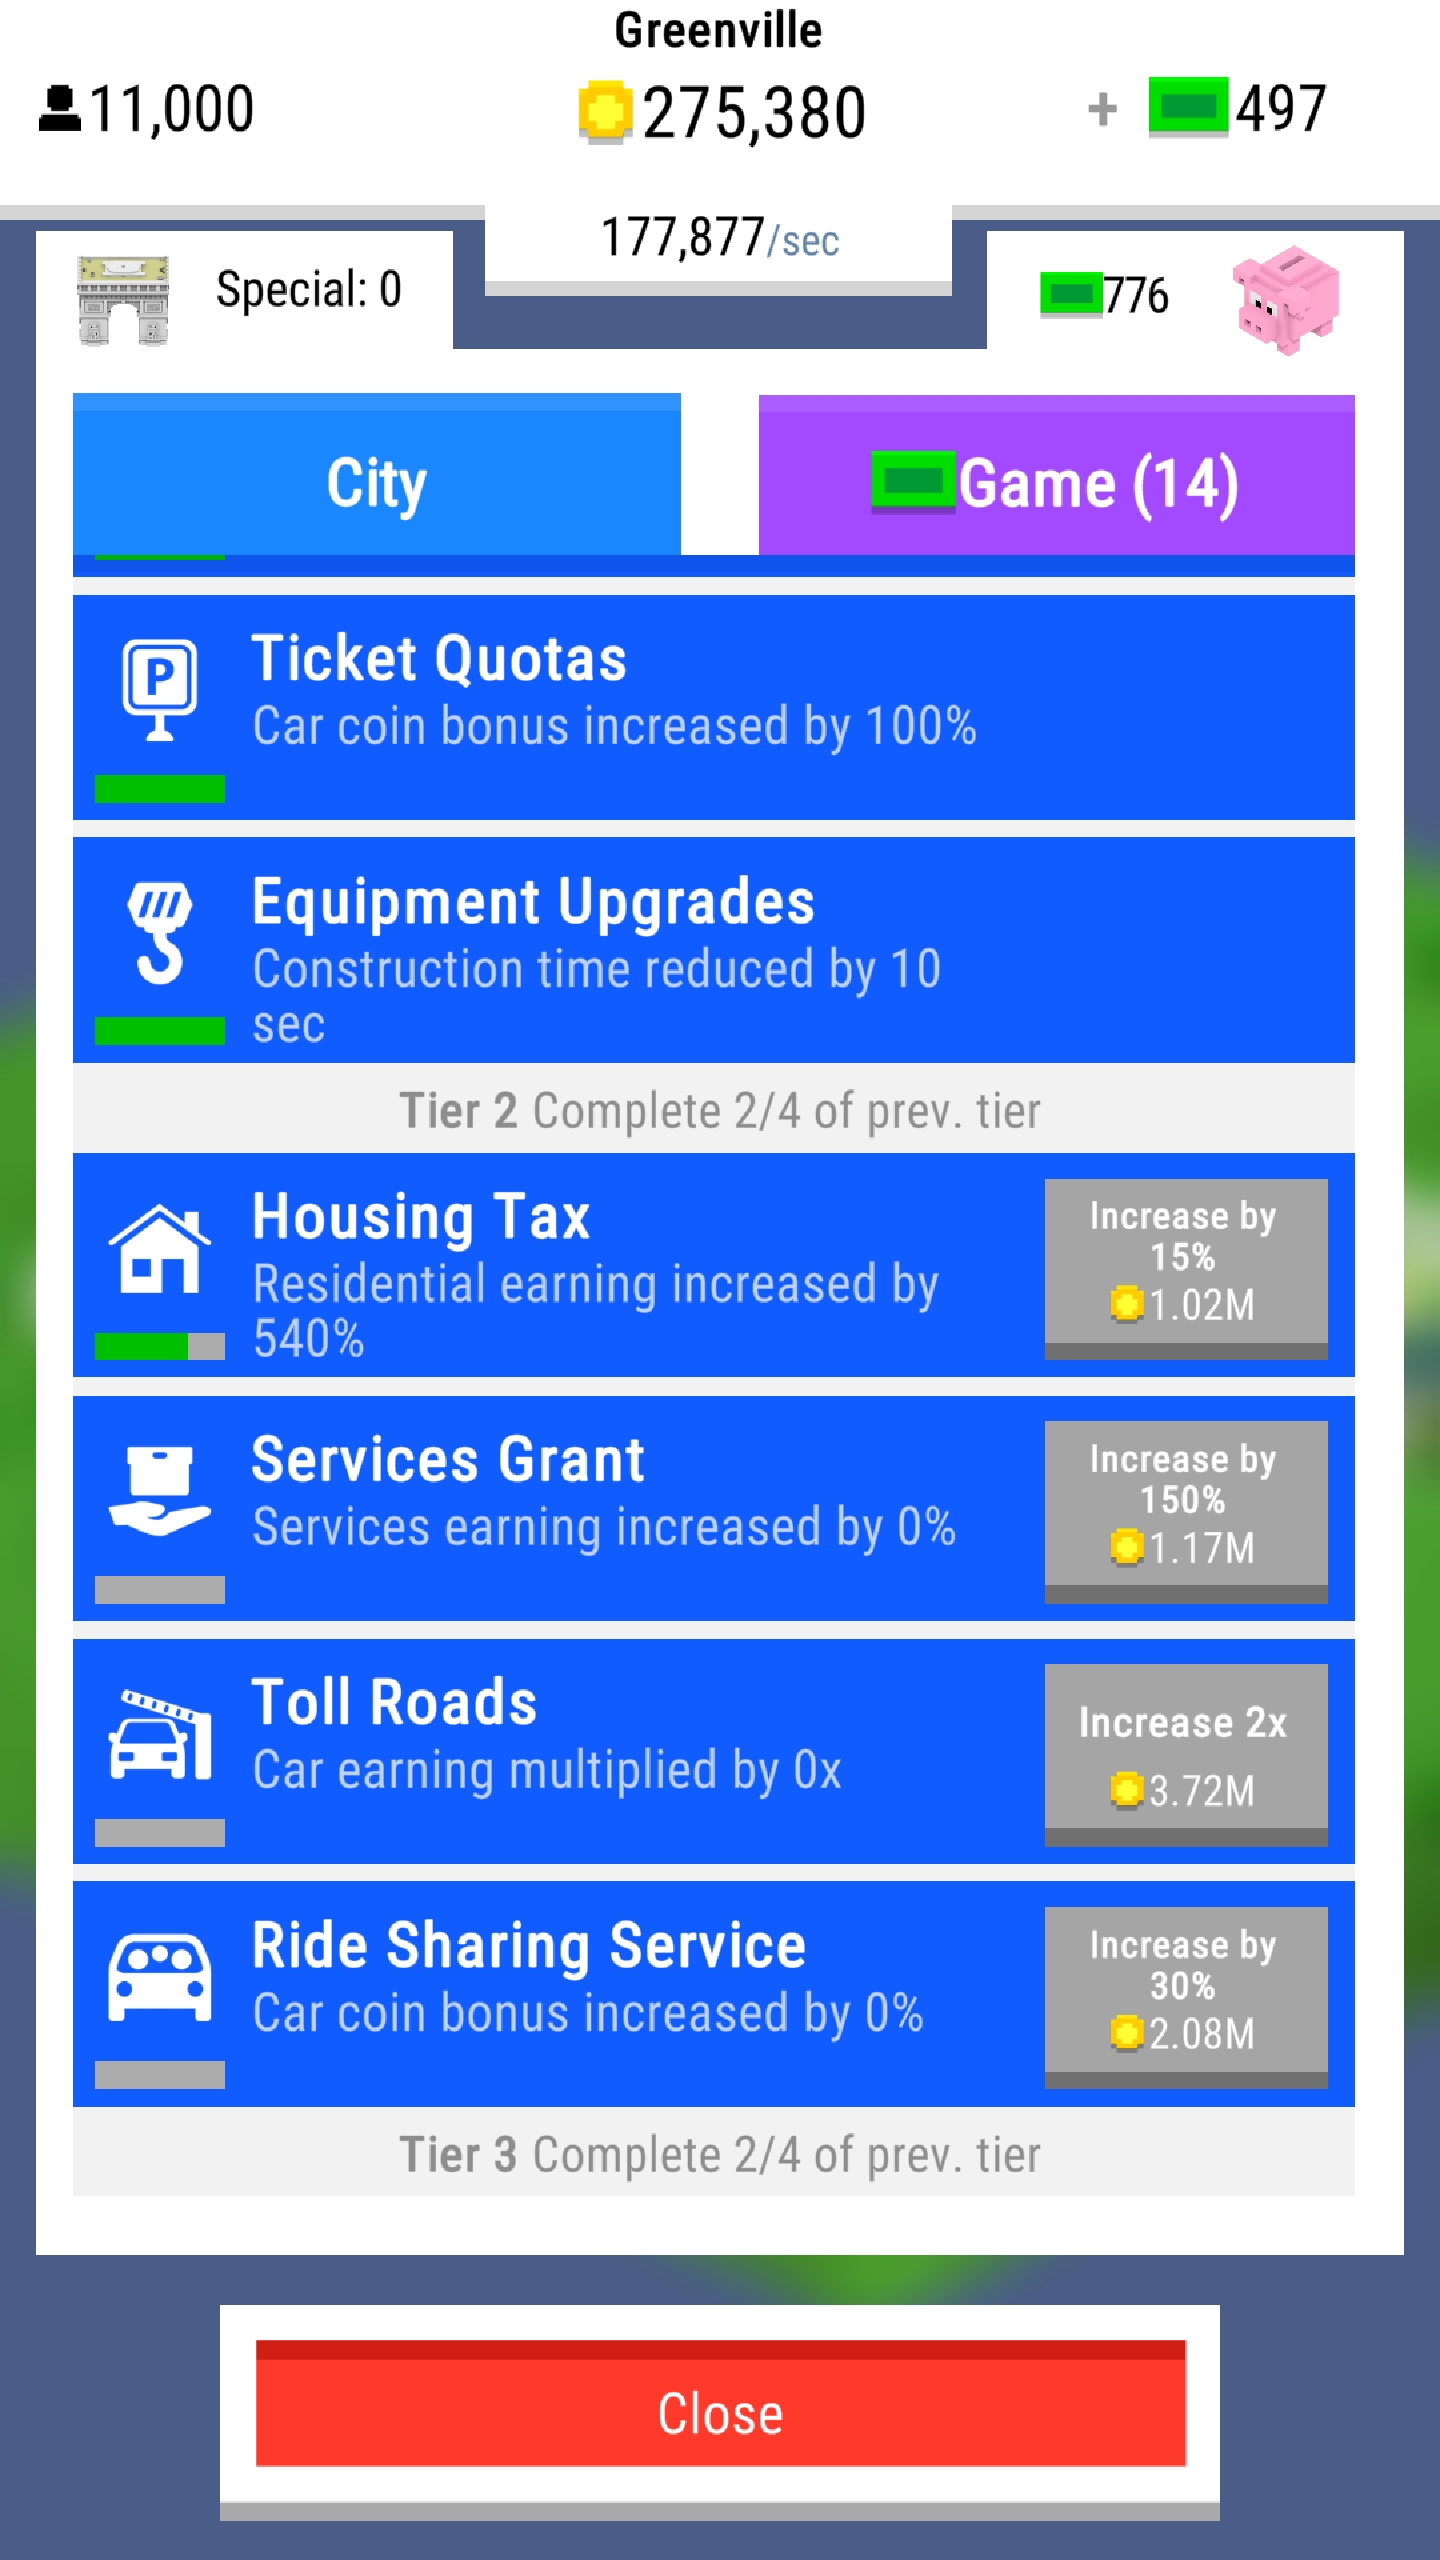 Greenville
11,000
275,380
+ 497
177,877/sec
Special: 0
776
City
Game (14)
P
Ticket Quotas
Car coin bonus increased by 100%
Equipment Upgrades
Construction time reduced by 10
sec
Tier 2 Complete 2/4 of prev. tier
Housing Tax
Residential earning increased by
540%
Increase by
15%
1.02M
Services Grant
Services earning increased by 0%
Increase by
150%
1.17M
Toll Roads
Car earning multiplied by 0x
Increase 2x
3.72M
Ride Sharing Service
Car coin bonus increased by 0%
Increase by
30%
2.08M
Tier 3 Complete 2/4 of prev. tier
Close